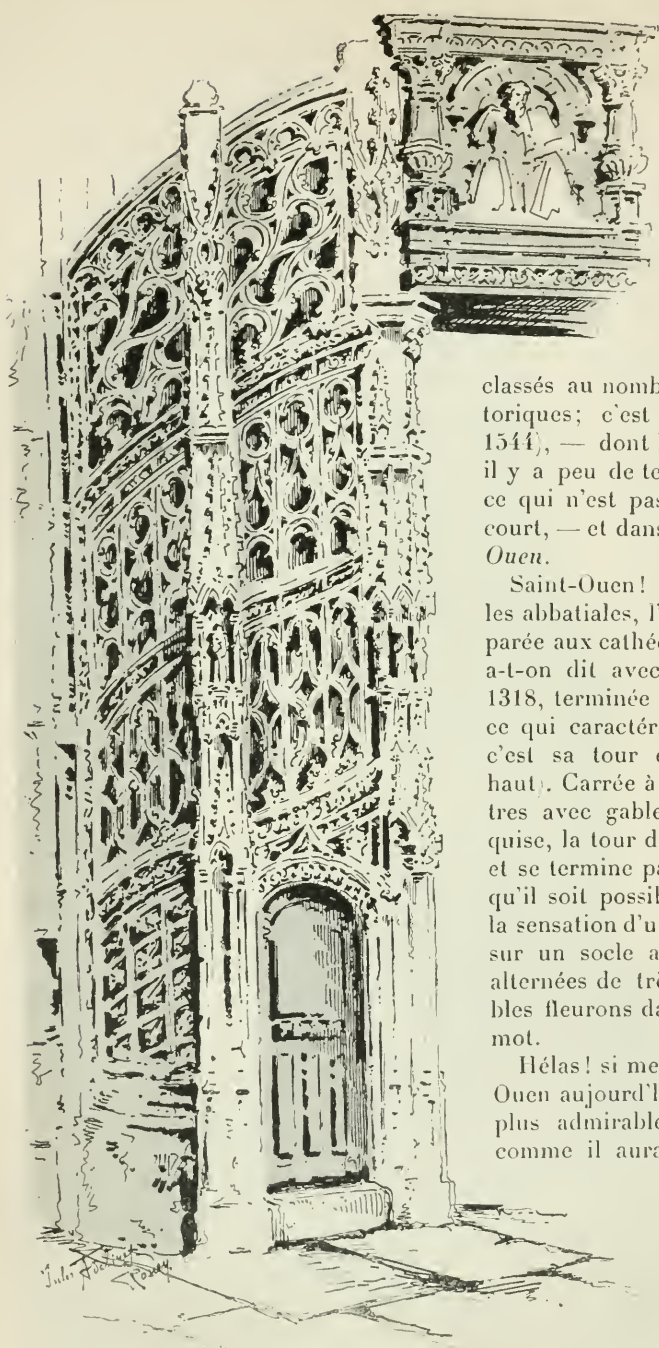 classés au nomb
toriques; c'est
1544), — dont
il y a peu de te
ce qui n'est pas
court, — et dans
Ouen.
Saint-Ouen!
les abbatiales, l'
parée aux cathé
a-t-on dit avec
1318, terminée
ce qui caractér
c'est sa tour
haut). Carrée à
tres avec gable
quise, la tour d
et se termine pa
qu'il soit possib
la sensation d'u
sur un socle a
alternées de tr
bles fleurons da
mot.
Hélas! si me
Ouen aujourd'h
plus admirable
comme il aura
Jules